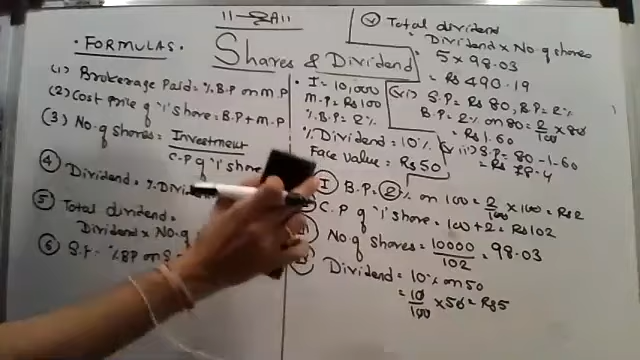 · FORMULAS ·
Shares & Dividend
(1) Brokerage Paid = % B.P on M.P
(2) Cost Price of '1' share = B.P + M.P
(3) No. of shares = Investment
C.P of '1' share
④ Dividend = % Divi
⑤ Total dividend =
Dividend × No. of
⑥ S.P = % BP on S.P
· I = 10,000
M.P = Rs 100
% B.P = 2%
% Dividend = 10%
Face Value = Rs 50
I B.P = 2% on 100 = 2/100 × 100 = Rs 2
C.P of '1' share = 100 + 2 = Rs 102
No. of shares = 10000/102 = 98.03
Dividend = 10% on 50
= 10/100 × 50 = Rs 5
(v) Total dividend
= Dividend × No. of shares
= 5 × 98.03
= Rs 490.19
(vi) S.P = Rs 80, B.P = 2%
B.P = 2% on 80 = 2/100 × 80
= Rs 1.60
(vii) S.P = 80 - 1.60
= Rs 78.4